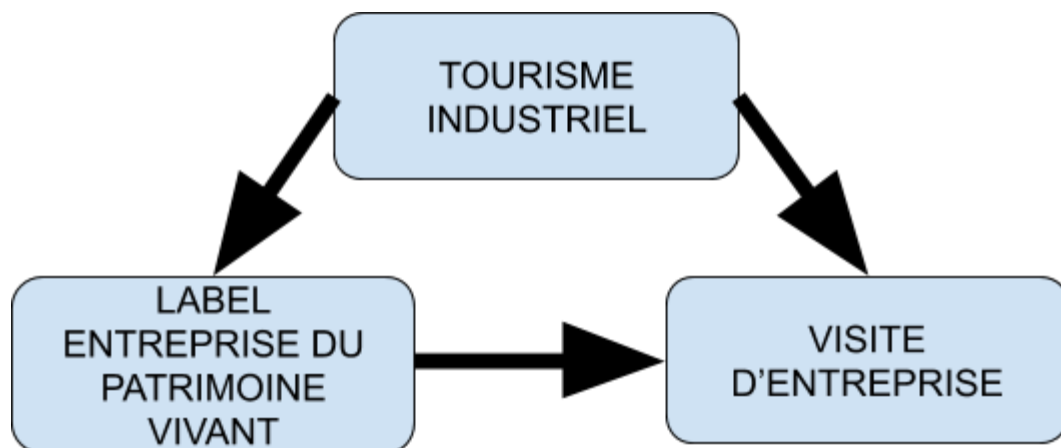 TOURISME
INDUSTRIEL
LABEL
ENTREPRISE DU
PATRIMOINE
VIVANT
VISITE
D’ENTREPRISE